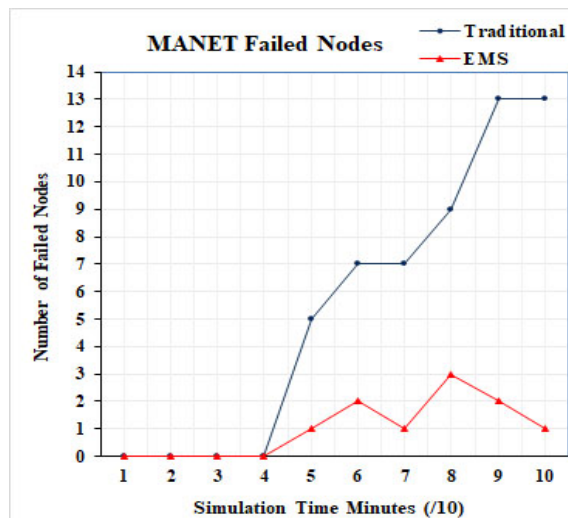 MANET Failed Nodes
Traditional
EMS
Number of Failed Nodes
14
13
12
11
10
9
8
7
6
5
4
3
2
1
0
1 2 3 4 5 6 7 8 9 10
Simulation Time Minutes (/10)